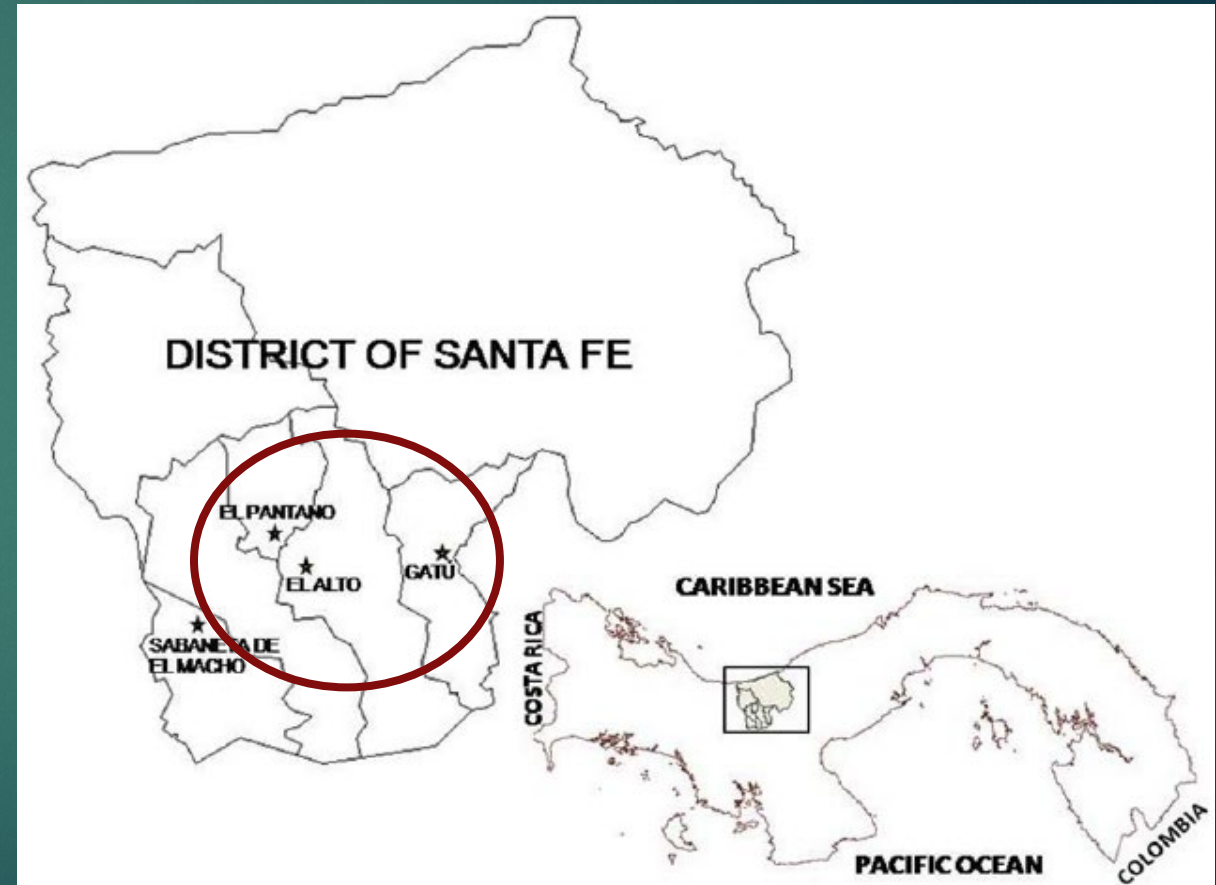 DISTRICT OF SANTA FE
EL PANTANO
EL ALTO
GATÚ
SABANETA DE
EL MACHO
CARIBBEAN SEA
COSTA RICA
PACIFIC OCEAN
COLOMBIA